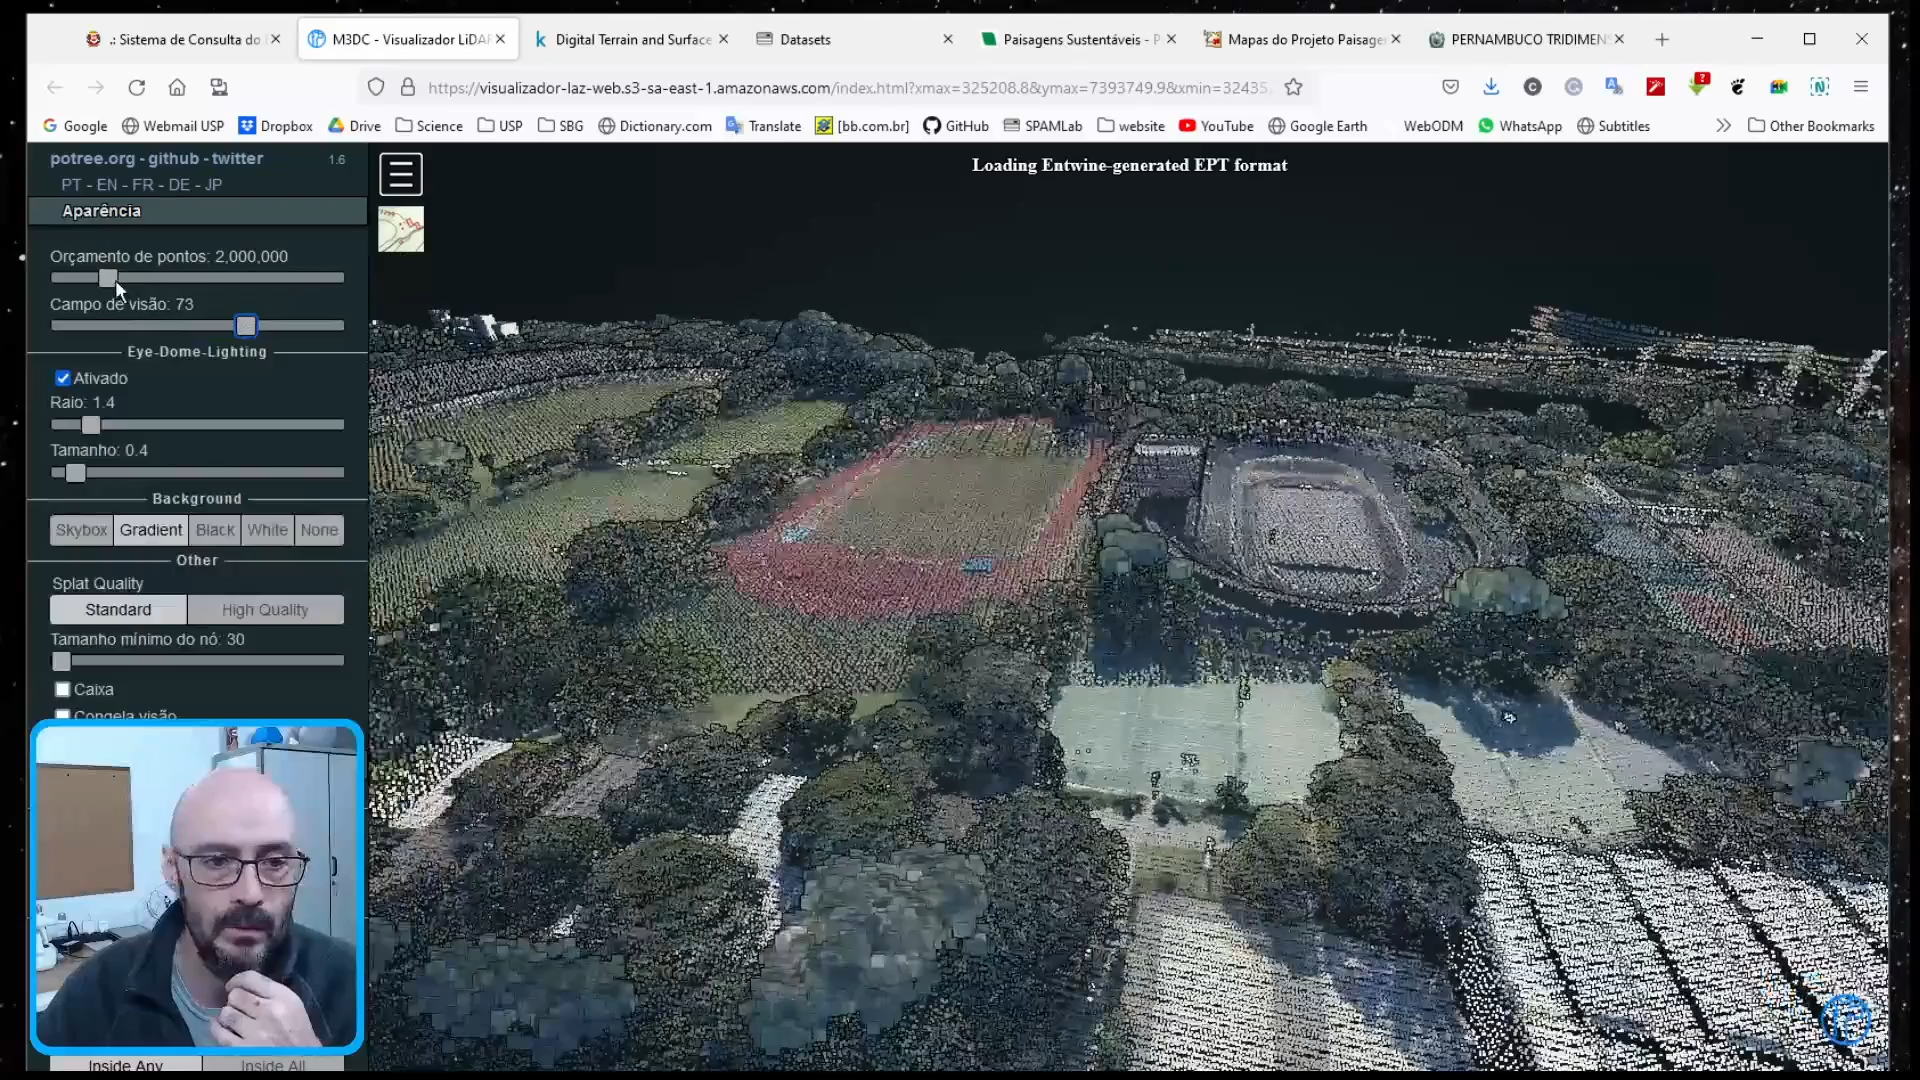 .: Sistema de Consulta do
M3DC - Visualizador LiDAR
Digital Terrain and Surface
Datasets
Paisagens Sustentáveis - P
Mapas do Projeto Paisage
PERNAMBUCO TRIDIMENS
https://visualizador-laz-web.s3-sa-east-1.amazonaws.com/index.html?xmax=325208.8&ymax=7393749.9&xmin=32435
Google Webmail USP Dropbox Drive Science USP SBG Dictionary.com Translate [bb.com.br] GitHub SPAMLab website YouTube Google Earth WebODM WhatsApp Subtitles Other Bookmarks
potree.org - github - twitter 1.6
PT - EN - FR - DE - JP
Loading Entwine-generated EPT format
Aparência
Orçamento de pontos: 2,000,000
Campo de visão: 73
Eye-Dome-Lighting
Ativado
Raio: 1.4
Tamanho: 0.4
Background
Skybox Gradient Black White None
Other
Splat Quality
Standard High Quality
Tamanho mínimo do nó: 30
Caixa
Congela visão
Inside Any Inside All